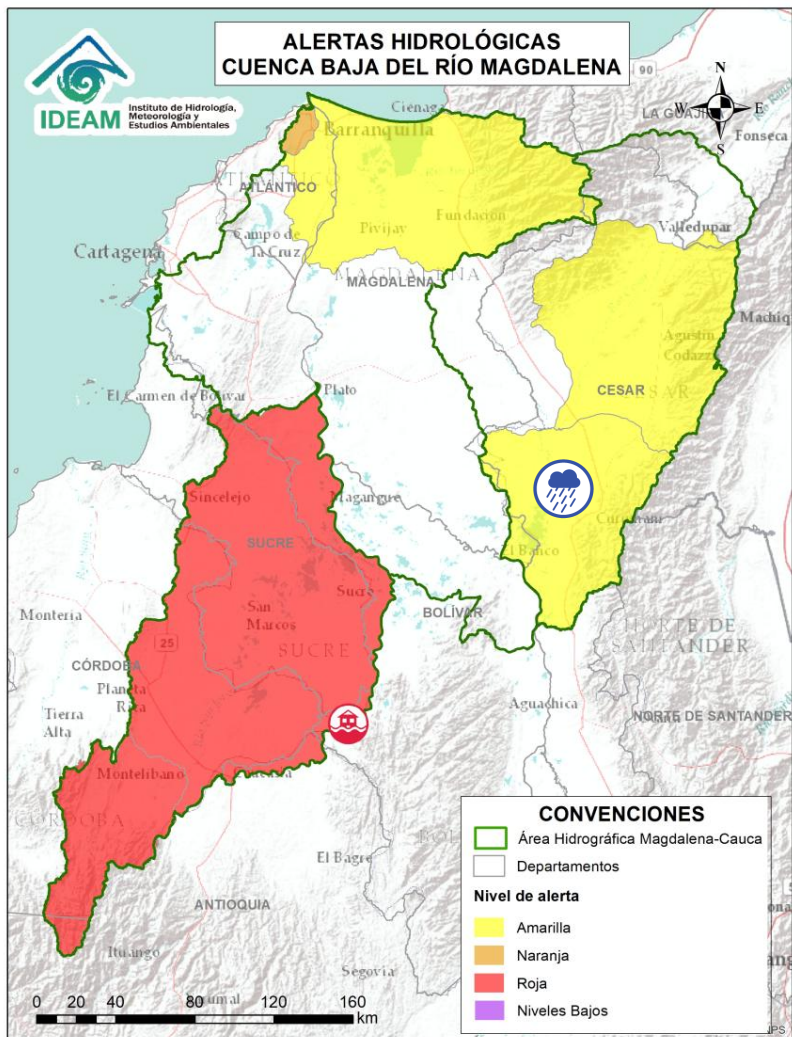 ALERTAS HIDROLÓGICAS
CUENCA BAJA DEL RÍO MAGDALENA
IDEAM
Instituto de Hidrología,
Meteorología y
Estudios Ambientales
N
W
E
S
90
Ciénaga
LA GUAJIRA
Fonseca
Barranquilla
ATLÁNTICO
Valledupar
Pivijay
Fundación
Cartagena
Campo de
la Cruz
MAGDALENA
MAGDALENA
Agustín
Codazzi
CESAR
Plato
El Carmen de Bolívar
Sincelejo
Magangué
SUCRE
El Banco
Sucre
San
Marcos
BOLÍVAR
Montería
SUCRE
NORTE DE
SANTANDER
25
CÓRDOBA
Planeta
Rica
Tierra
Alta
Aguachica
NORTE DE SANTANDER
Montelíbano
CÓRDOBA
El Bagre
ANTIOQUIA
Ituango
Segovia
CONVENCIONES
Área Hidrográfica Magdalena-Cauca
Departamentos
Nivel de alerta
Amarilla
Naranja
Roja
Niveles Bajos
0 20 40 80 120 160
km